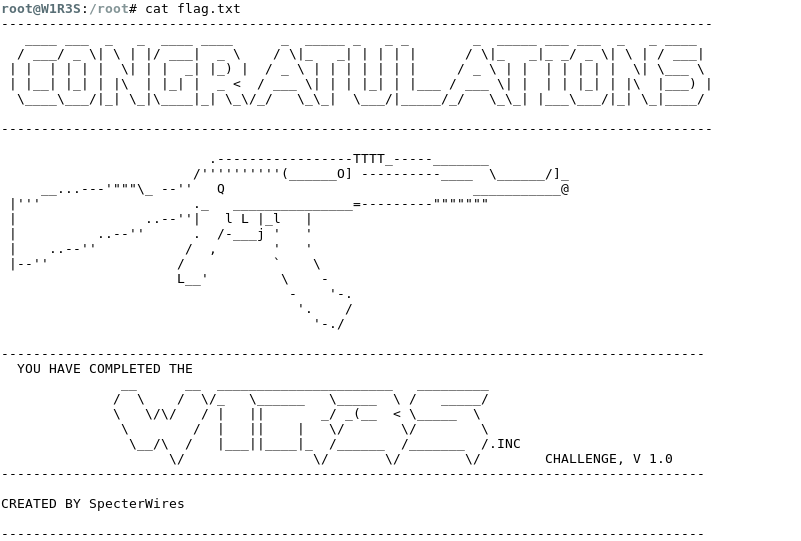 root@W1R3S:/root# cat flag.txt
CONGRATULATIONS
YOU HAVE COMPLETED THE
W1R3S
.INC
CHALLENGE, V 1.0
CREATED BY SpecterWires